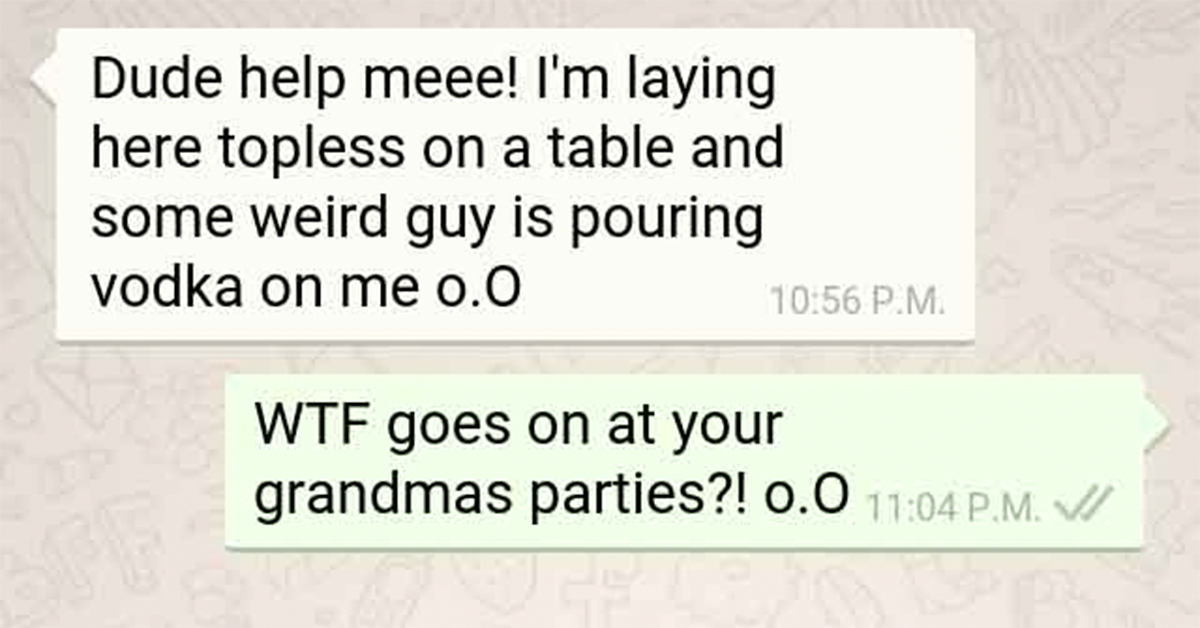 Dude help meee! I'm laying
here topless on a table and
some weird guy is pouring
vodka on me o.O
10:56 P.M.
WTF goes on at your
grandmas parties?! o.O 11:04 P.M.